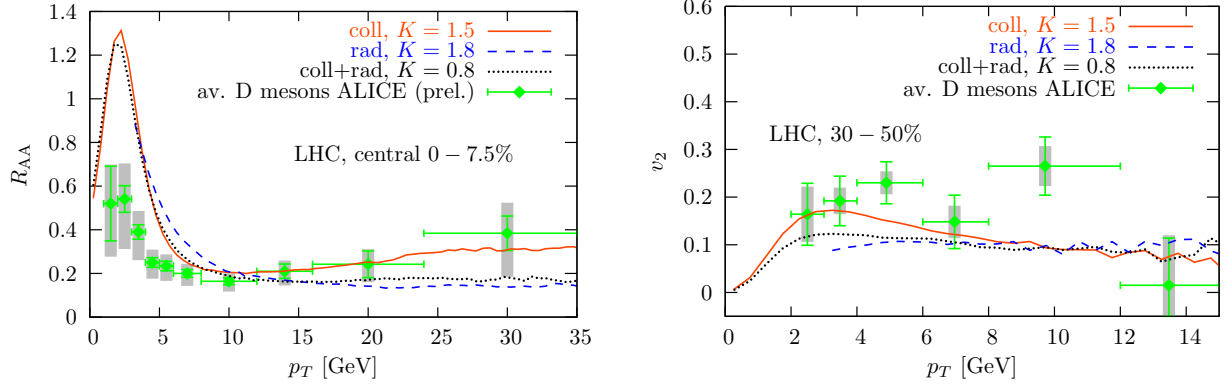 1.4
1.2
1
0.8
0.6
0.4
0.2
0
R_AA
coll, K = 1.5
rad, K = 1.8
coll+rad, K = 0.8
av. D mesons ALICE (prel.)
LHC, central 0 – 7.5%
0 5 10 15 20 25 30 35
p_T [GeV]
0.5
0.4
0.3
0.2
0.1
0
v_2
coll, K = 1.5
rad, K = 1.8
coll+rad, K = 0.8
av. D mesons ALICE
LHC, 30 – 50%
0 2 4 6 8 10 12 14
p_T [GeV]